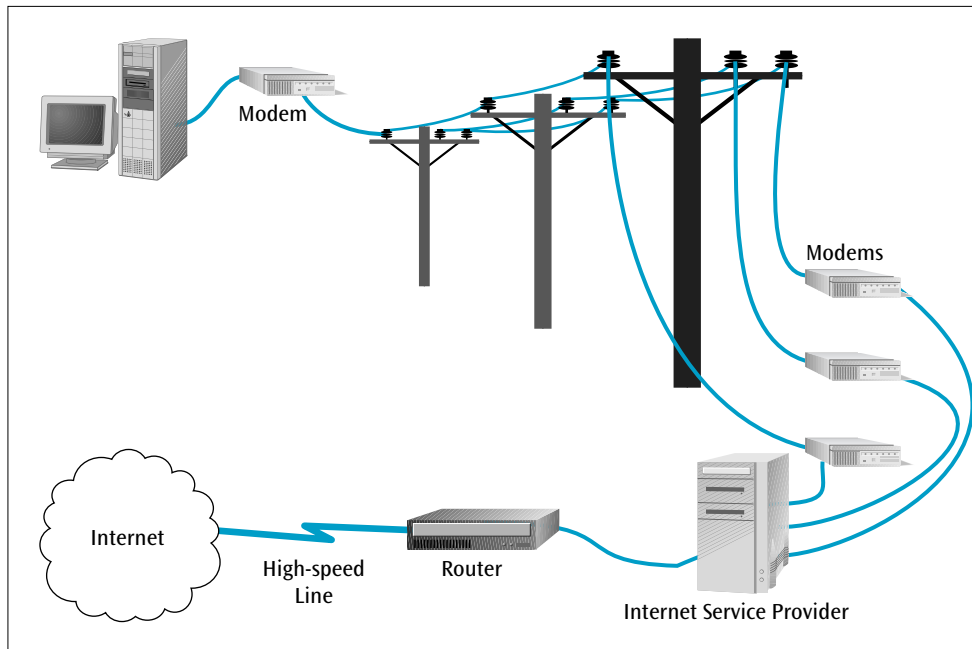 Modem
Modems
Internet
High-speed
Line
Router
Internet Service Provider